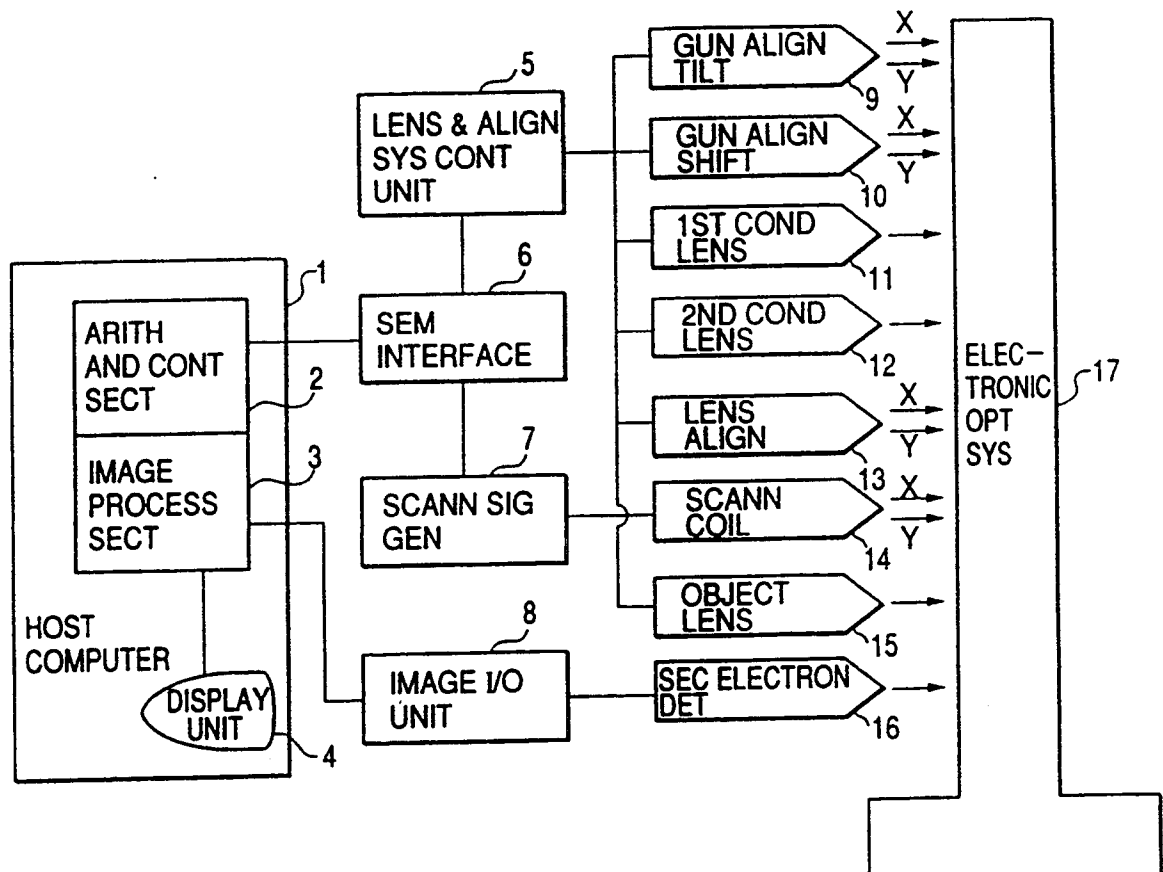 GUN ALIGN
TILT
9
X
Y
5
LENS & ALIGN
SYS CONT
UNIT
GUN ALIGN
SHIFT
10
X
Y
1ST COND
LENS
11
1
6
SEM
INTERFACE
2ND COND
LENS
12
ARITH
AND CONT
SECT
2
ELEC-
TRONIC
OPT
SYS
17
LENS
ALIGN
13
X
Y
IMAGE
PROCESS
SECT
3
7
SCANN SIG
GEN
SCANN
COIL
14
X
Y
OBJECT
LENS
15
HOST
COMPUTER
8
IMAGE I/O
UNIT
SEC ELECTRON
DET
16
DISPLAY
UNIT
4